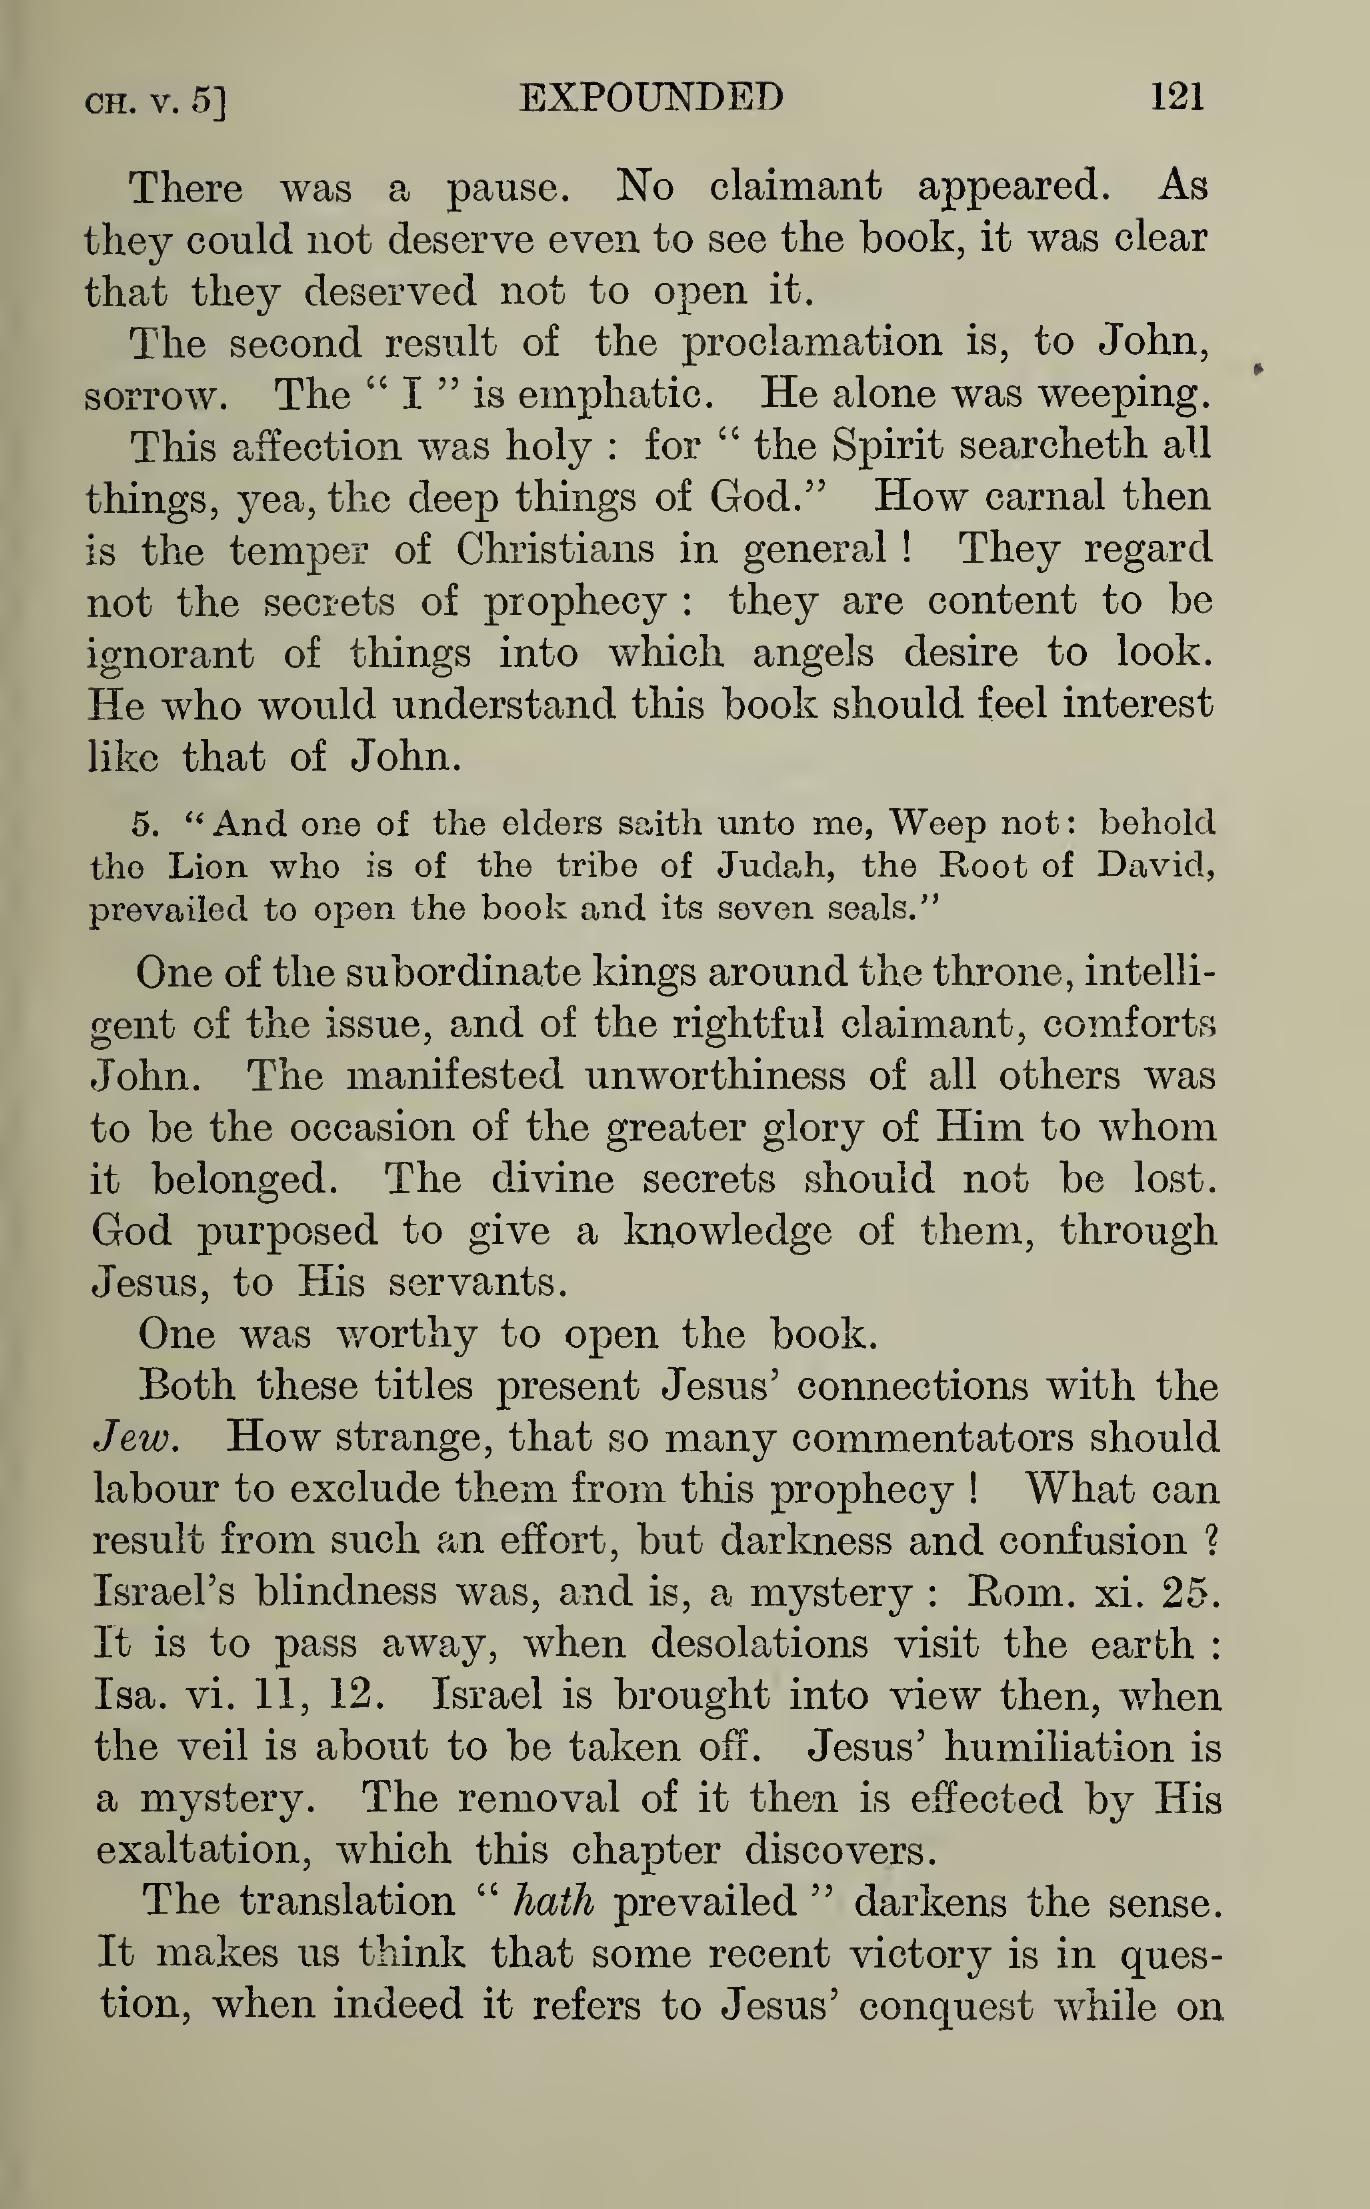 CH. V. 5] EXPOUNDED 121
There was a pause. No claimant appeared. As
they could not deserve even to see the book, it was clear
that they deserved not to open it.
The second result of the proclamation is, to John,
sorrow. The “ I ” is emphatic. He alone was weeping.
This affection was holy : for “ the Spirit searcheth all
things, yea, the deep things of God.” How carnal then
is the temper of Christians in general ! They regard
not the secrets of prophecy : they are content to be
ignorant of things into which angels desire to look.
He who would understand this book should feel interest
like that of John.
5. “And one of the elders saith unto me, Weep not: behold
the Lion who is of the tribe of Judah, the Root of David,
prevailed to open the book and its seven seals.”
One of the subordinate kings around the throne, intelli-
gent of the issue, and of the rightful claimant, comforts
John. The manifested unworthiness of all others was
to be the occasion of the greater glory of Him to whom
it belonged. The divine secrets should not be lost.
God purposed to give a knowledge of them, through
Jesus, to His servants.
One was worthy to open the book.
Both these titles present Jesus’ connections with the
Jew. How strange, that so many commentators should
labour to exclude them from this prophecy ! What can
result from such an effort, but darkness and confusion ?
Israel’s blindness was, and is, a mystery : Rom. xi. 25.
It is to pass away, when desolations visit the earth :
Isa. vi. 11, 12. Israel is brought into view then, when
the veil is about to be taken off. Jesus’ humiliation is
a mystery. The removal of it then is effected by His
exaltation, which this chapter discovers.
The translation “ hath prevailed ” darkens the sense.
It makes us think that some recent victory is in ques-
tion, when indeed it refers to Jesus’ conquest while on